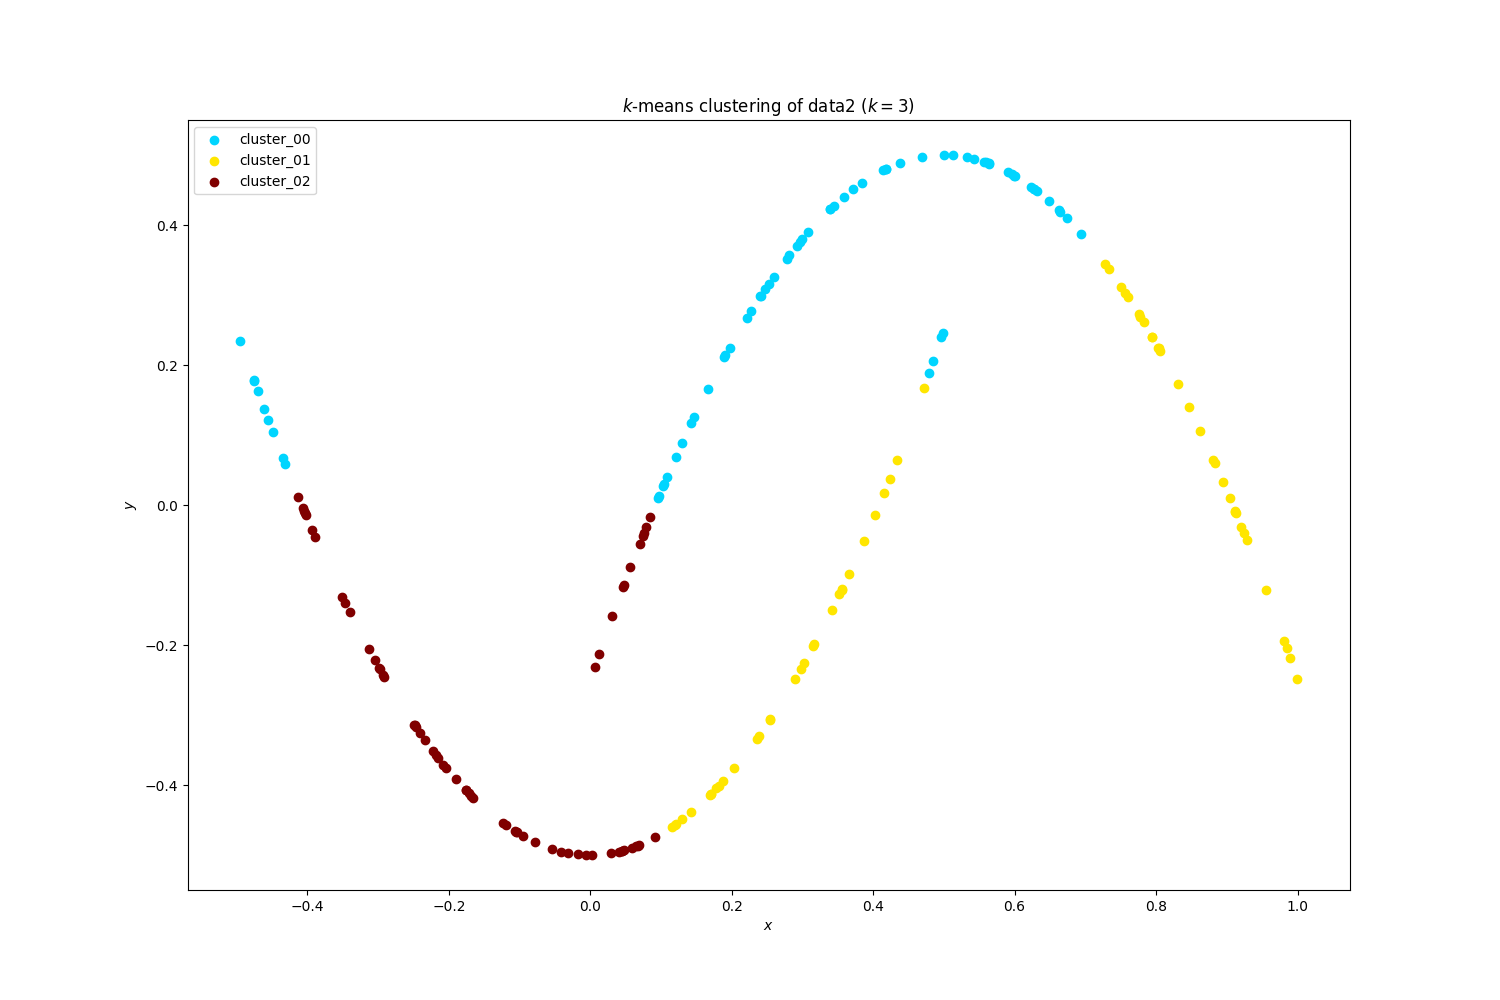 k-means clustering of data2 (k = 3)
cluster_00
cluster_01
cluster_02
0.4
0.2
0.0
−0.2
−0.4
y
−0.4 −0.2 0.0 0.2 0.4 0.6 0.8 1.0
x